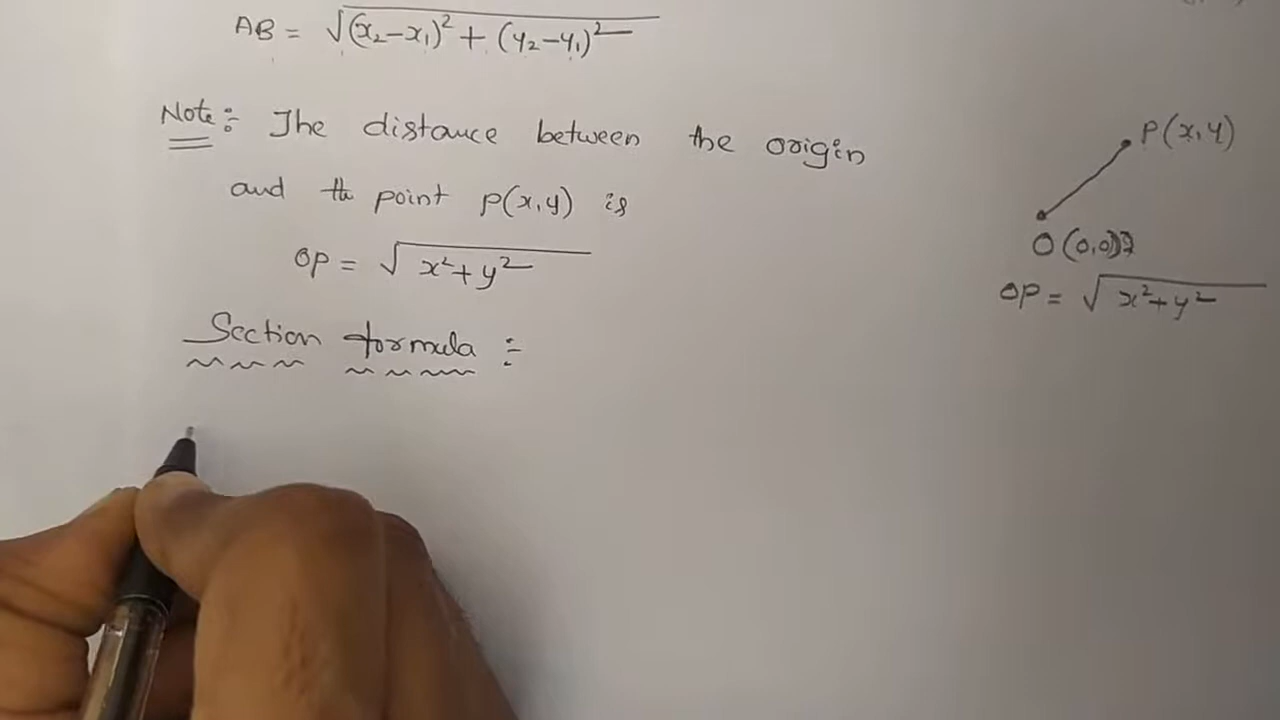 AB = √(x₂-x₁)² + (y₂-y₁)²
Note:- The distance between the origin
and the point P(x,y) is
OP = √x²+y²
Section formula :-
P(x,y)
O(0,0)
OP = √x²+y²